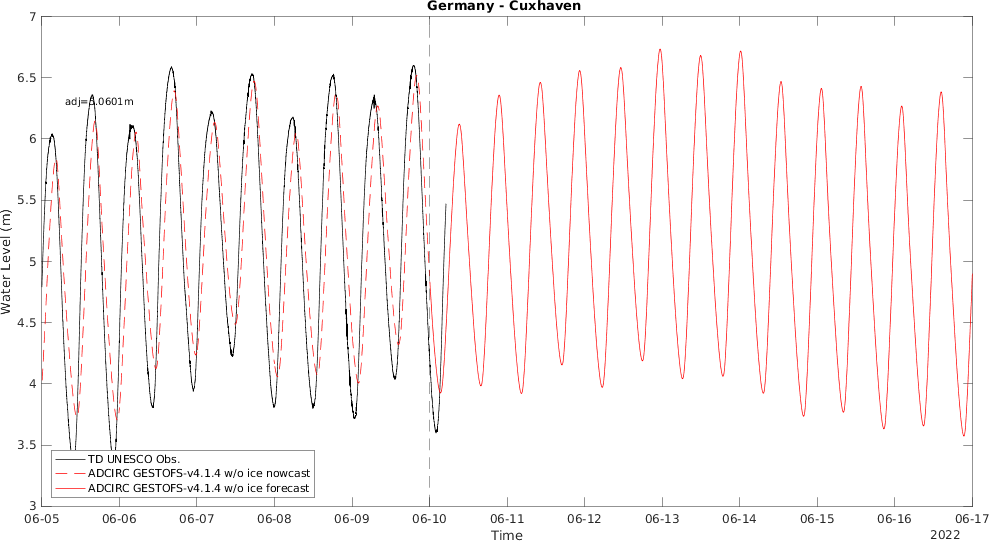 Germany - Cuxhaven
7
6.5
6
5.5
5
4.5
4
3.5
3
Water Level (m)
adj=5.0601m
TD UNESCO Obs.
ADCIRC GESTOFS-v4.1.4 w/o ice nowcast
ADCIRC GESTOFS-v4.1.4 w/o ice forecast
06-05 06-06 06-07 06-08 06-09 06-10 06-11 06-12 06-13 06-14 06-15 06-16 06-17
Time
2022